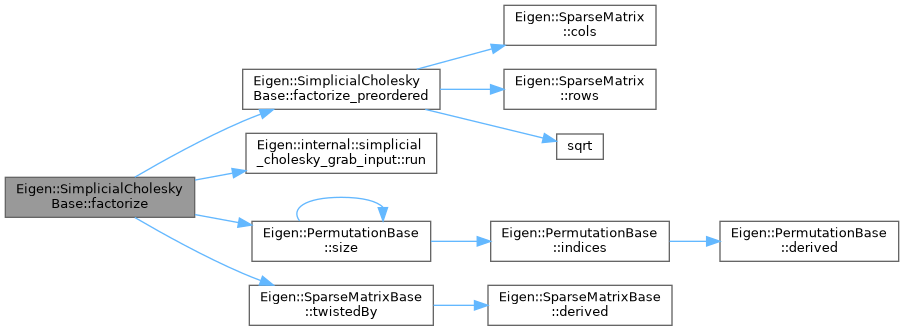 Eigen::SimplicialCholesky
Base::factorize
Eigen::SimplicialCholesky
Base::factorize_preordered
Eigen::SparseMatrix
::cols
Eigen::SparseMatrix
::rows
sqrt
Eigen::internal::simplicial
_cholesky_grab_input::run
Eigen::PermutationBase
::size
Eigen::PermutationBase
::indices
Eigen::PermutationBase
::derived
Eigen::SparseMatrixBase
::twistedBy
Eigen::SparseMatrixBase
::derived